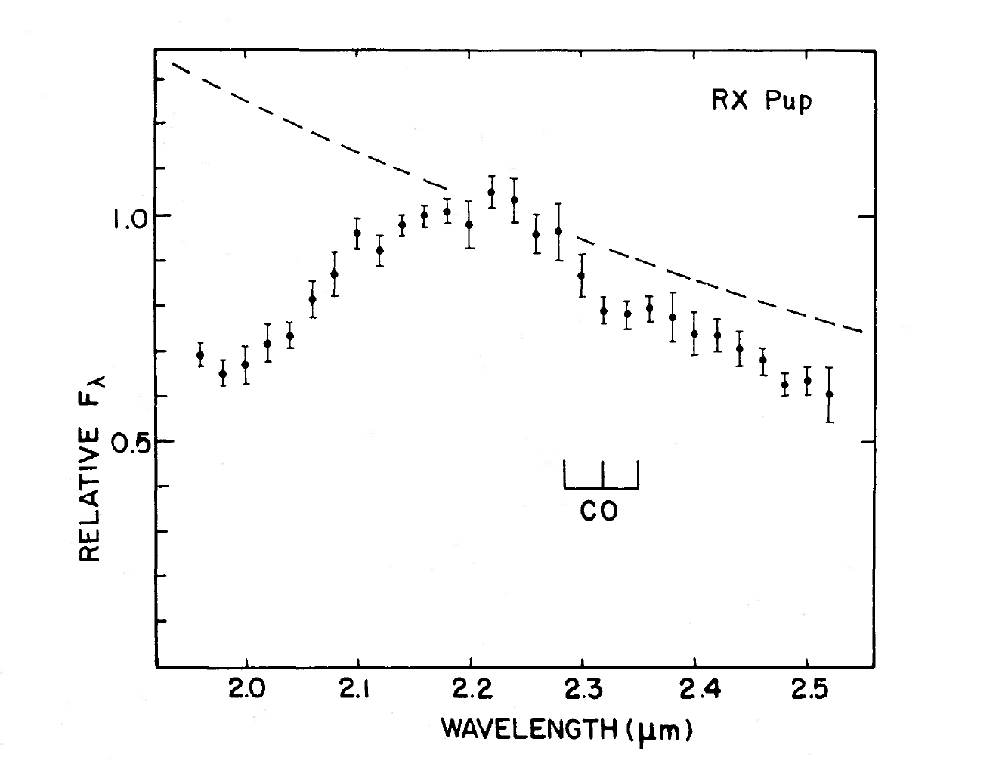 RX Pup
1.0
0.5
RELATIVE Fλ
CO
2.0 2.1 2.2 2.3 2.4 2.5
WAVELENGTH (μm)